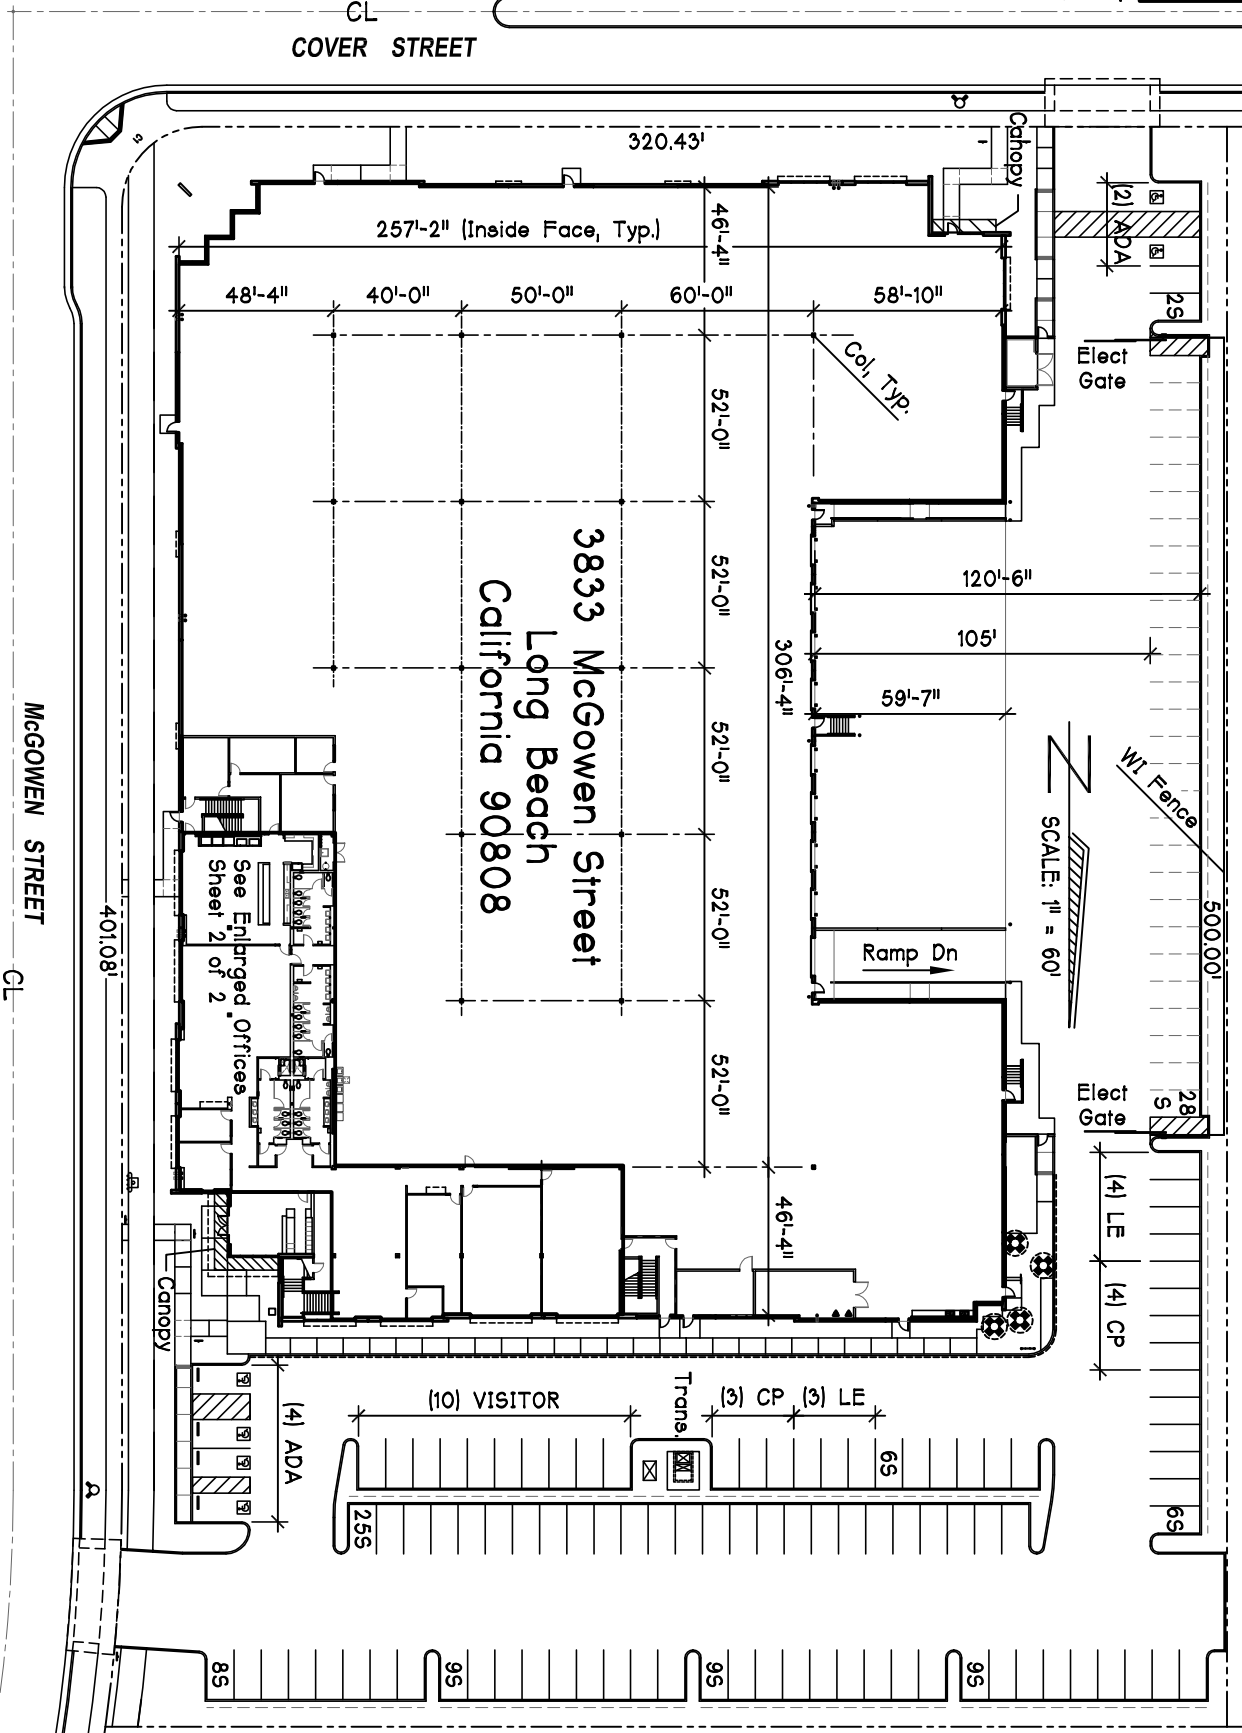 CL
COVER STREET
320.43'
Canopy
(2) ADA
257'-2" (Inside Face, Typ.)
46'-4"
48'-4"
40'-0"
50'-0"
60'-0"
58'-10"
2S
Elect
Gate
Col, Typ.
52'-0"
52'-0"
52'-0"
52'-0"
52'-0"
3833 McGowen Street
Long Beach
California 90808
120'-6"
105'
59'-7"
306'-4"
N
SCALE: 1" = 60'
WI Fence
500.00'
McGOWEN STREET
CL
401.08'
See Enlarged Offices
Sheet 2 of 2
Ramp Dn
Elect
Gate
28
S
(4) LE
(4) CP
46'-4"
Canopy
(4) ADA
(10) VISITOR
Trans.
(3) CP
(3) LE
6S
25S
6S
8S
9S
9S
9S